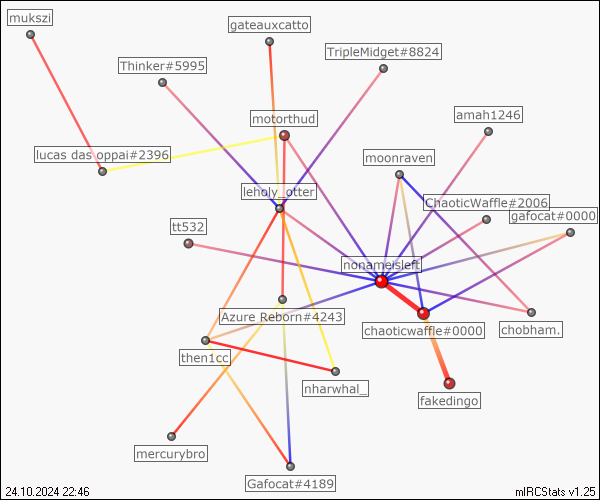 mukszi
gateauxcatto
TripleMidget#8824
Thinker#5995
motorthud
amah1246
lucas das oppai#2396
moonraven
leholy_otter
ChaoticWaffle#2006
gafocat#0000
tt532
nonameisleft
Azure Reborn#4243
chaoticwaffle#0000
chobham.
then1cc
nharwhal_
fakedingo
mercurybro
Gafocat#4189
24.10.2024 22:46
mIRCStats v1.25